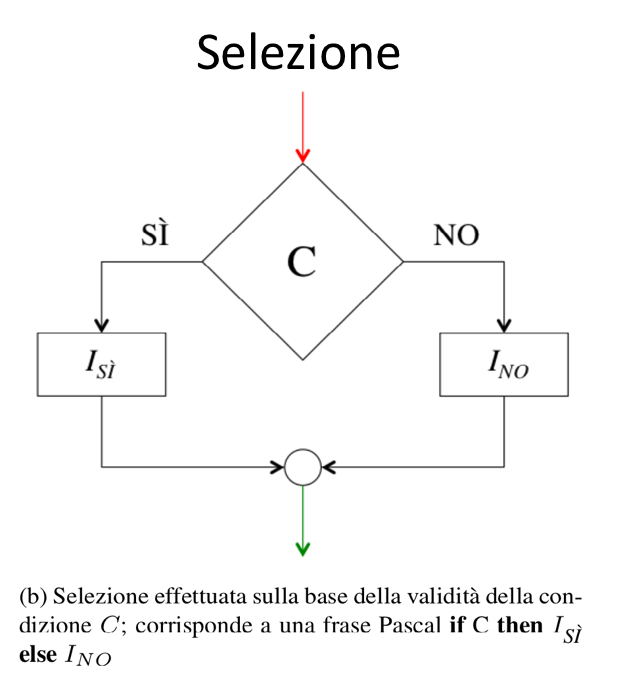 Selezione
SÌ
NO
C
I_SÌ
I_NO
(b) Selezione effettuata sulla base della validità della con-
dizione C; corrisponde a una frase Pascal if C then I_SÌ
else I_NO